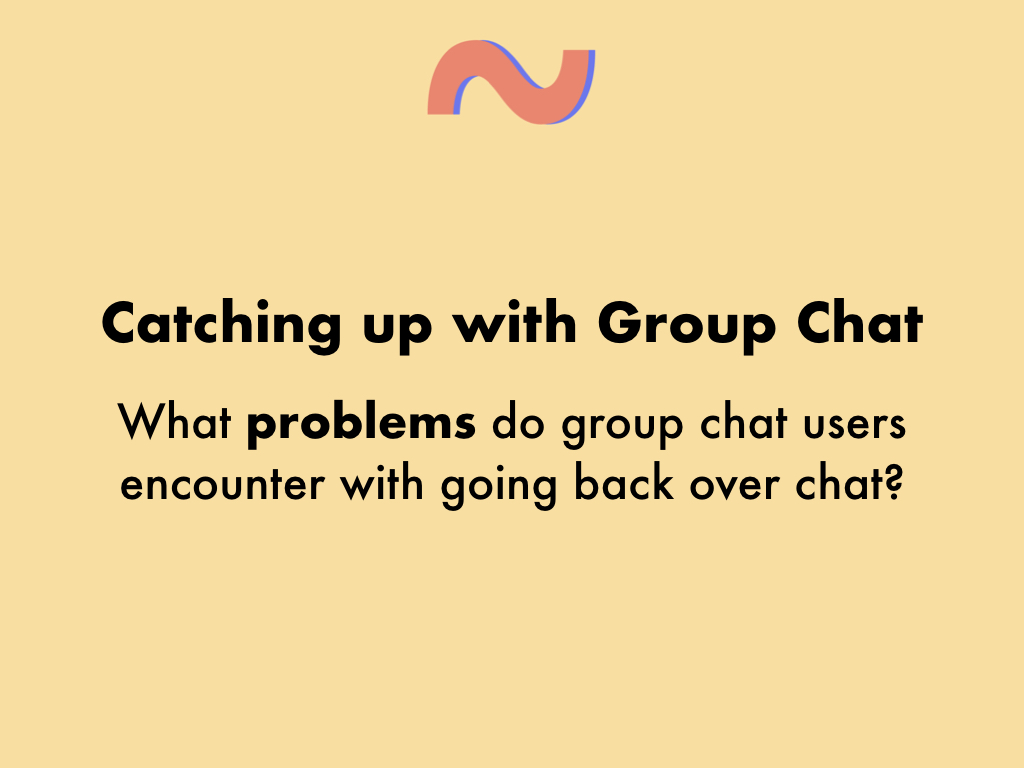 Catching up with Group Chat
What problems do group chat users
encounter with going back over chat?